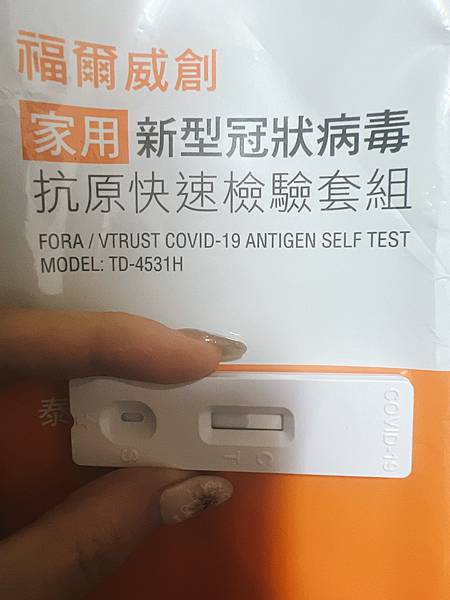 福爾威創
家用 新型冠狀病毒
抗原快速檢驗套組
FORA / VTRUST COVID-19 ANTIGEN SELF TEST
MODEL: TD-4531H
泰
COVID-19
C
T
S